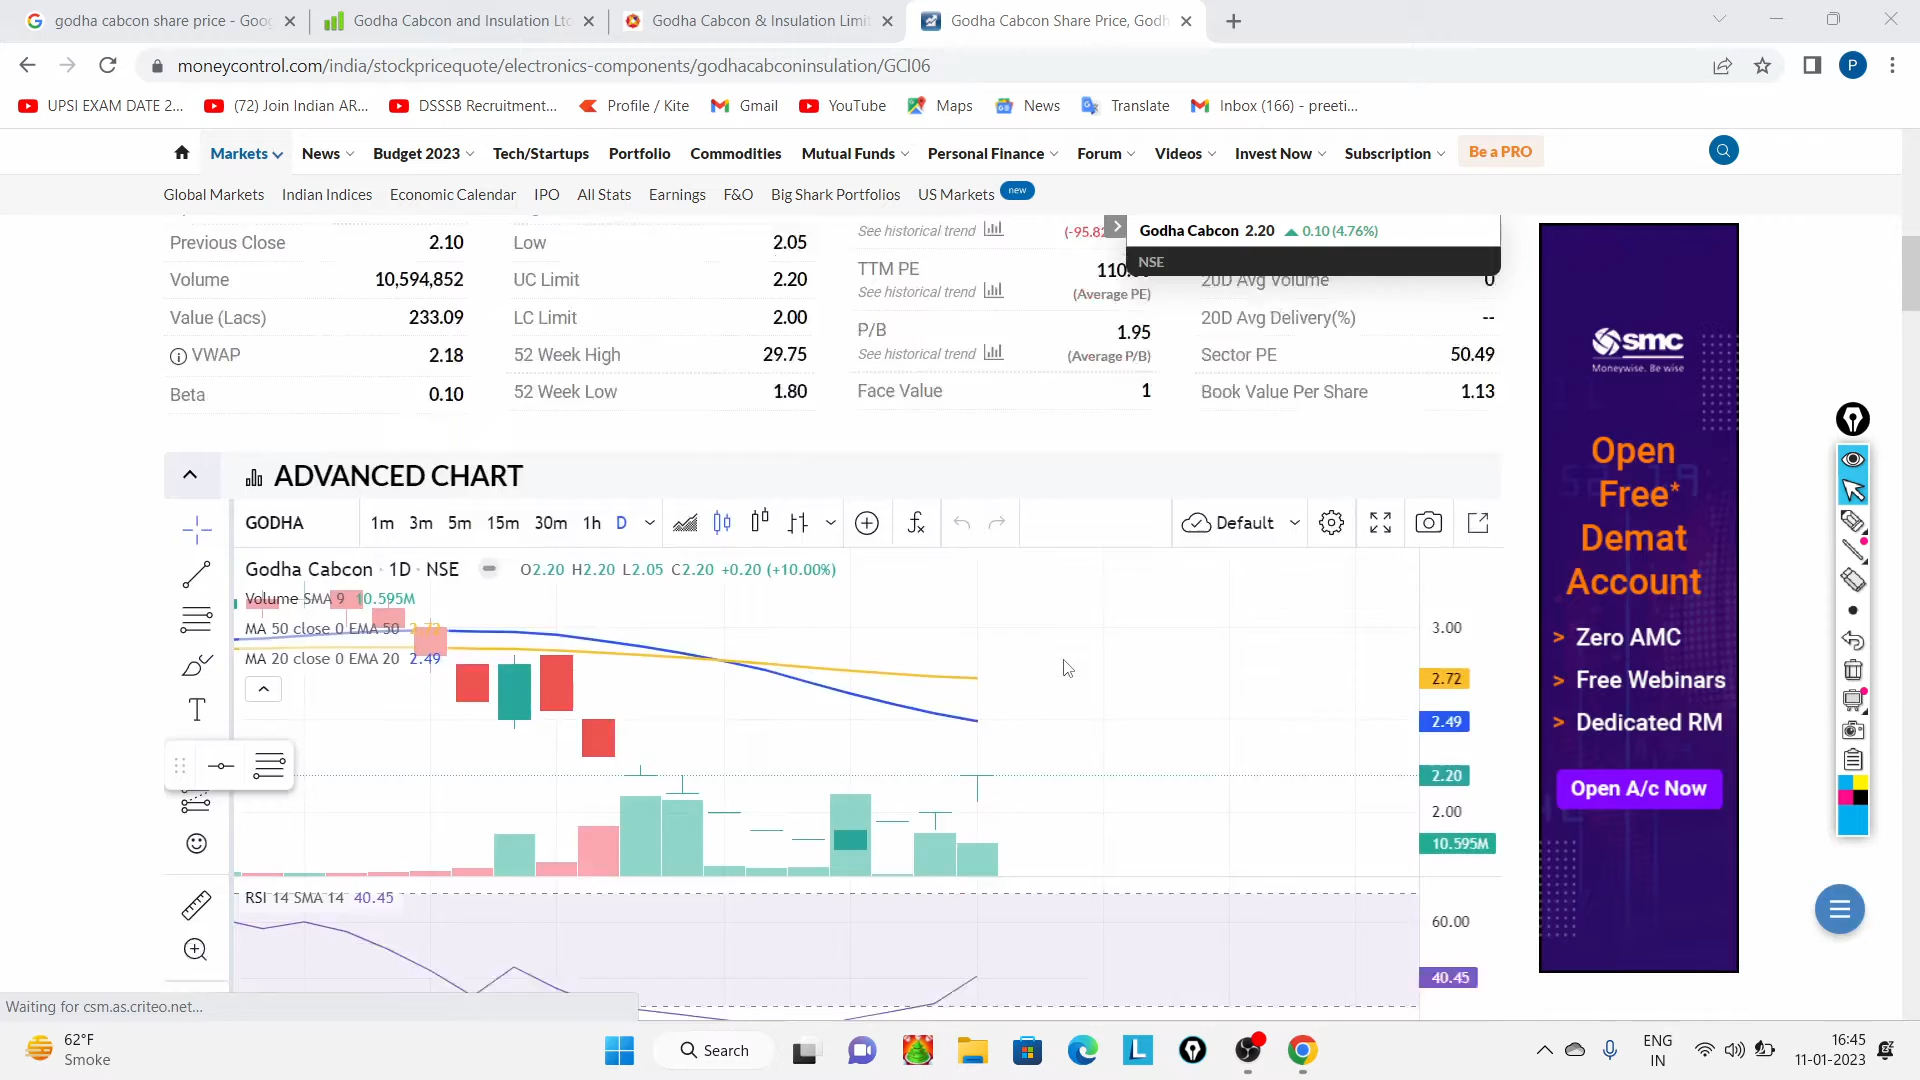 godha cabcon share price - Goog
Godha Cabcon and Insulation Ltd
Godha Cabcon & Insulation Limit
Godha Cabcon Share Price, Godh
moneycontrol.com/india/stockpricequote/electronics-components/godhacabconinsulation/GCI06
P
UPSI EXAM DATE 2...
(72) Join Indian AR...
DSSSB Recruitment...
Profile / Kite
Gmail
YouTube
Maps
News
Translate
Inbox (166) - preeti...
Markets
News
Budget 2023
Tech/Startups
Portfolio
Commodities
Mutual Funds
Personal Finance
Forum
Videos
Invest Now
Subscription
Be a PRO
Global Markets
Indian Indices
Economic Calendar
IPO
All Stats
Earnings
F&O
Big Shark Portfolios
US Markets
new
Previous Close 2.10
Volume 10,594,852
Value (Lacs) 233.09
VWAP 2.18
Beta 0.10
Low 2.05
UC Limit 2.20
LC Limit 2.00
52 Week High 29.75
52 Week Low 1.80
See historical trend
TTM PE
See historical trend (Average PE)
P/B 1.95
See historical trend (Average P/B)
Face Value 1
Godha Cabcon 2.20 0.10 (4.76%)
NSE
20D Avg Volume 0
20D Avg Delivery(%) --
Sector PE 50.49
Book Value Per Share 1.13
ADVANCED CHART
GODHA 1m 3m 5m 15m 30m 1h D Default
Godha Cabcon · 1D · NSE O2.20 H2.20 L2.05 C2.20 +0.20 (+10.00%)
Volume SMA 9 10.595M
MA 50 close 0 EMA 50 2.72
MA 20 close 0 EMA 20 2.49
3.00
2.72
2.49
2.20
2.00
10.595M
RSI 14 SMA 14 40.45
60.00
40.45
smc
Moneywise. Be wise
Open
Free*
Demat
Account
> Zero AMC
> Free Webinars
> Dedicated RM
Open A/c Now
Waiting for csm.as.criteo.net...
62°F
Smoke
Search
L
ENG
IN
16:45
11-01-2023